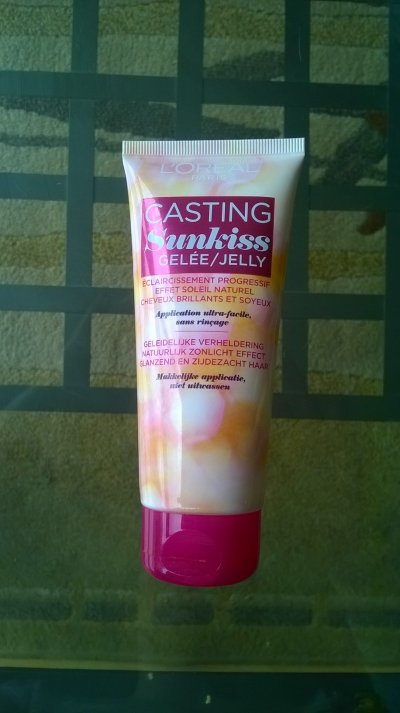 L'ORÉAL
PARIS
CASTING
Sunkiss
GELÉE/JELLY
ÉCLAIRCISSEMENT PROGRESSIF
EFFET SOLEIL NATUREL
CHEVEUX BRILLANTS ET SOYEUX
Application ultra-facile,
sans rinçage
GELEIDELIJKE VERHELDERING
NATUURLIJK ZONLICHT EFFECT
GLANZEND EN ZIJDEZACHT HAAR
Makkelijke applicatie,
niet uitwassen